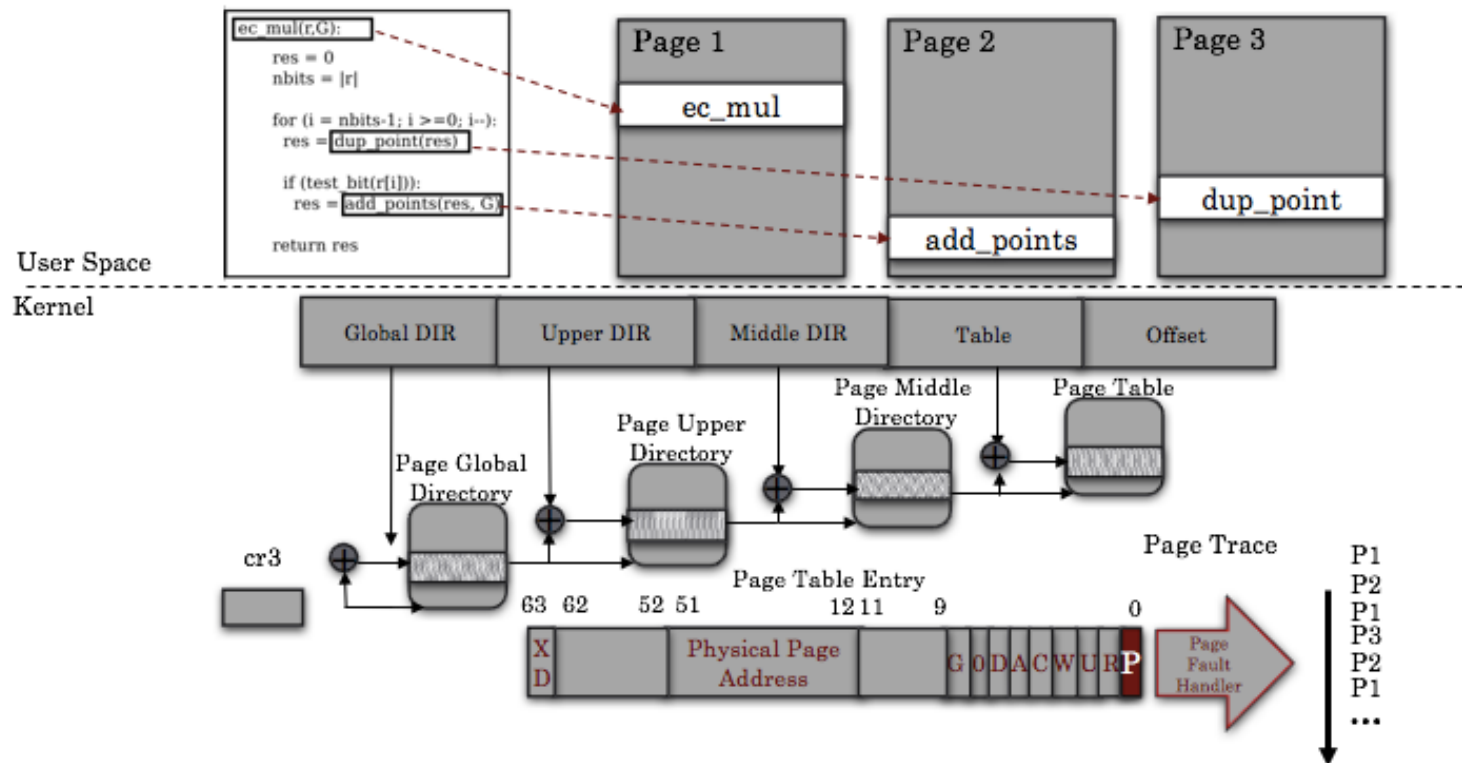 ec_mul(r,G):
res = 0
nbits = |r|
for (i = nbits-1; i >=0; i--):
res = dup_point(res)
if (test_bit(r[i])):
res = add_points(res, G)
return res
Page 1
ec_mul
Page 2
add_points
Page 3
dup_point
User Space
Kernel
Global DIR
Upper DIR
Middle DIR
Table
Offset
Page Global
Directory
Page Upper
Directory
Page Middle
Directory
Page Table
cr3
Page Table Entry
63 62 52 51 12 11 9 0
X
D
Physical Page
Address
G 0 D A C W U R P
Page
Fault
Handler
Page Trace
P1
P2
P1
P3
P2
P1
...